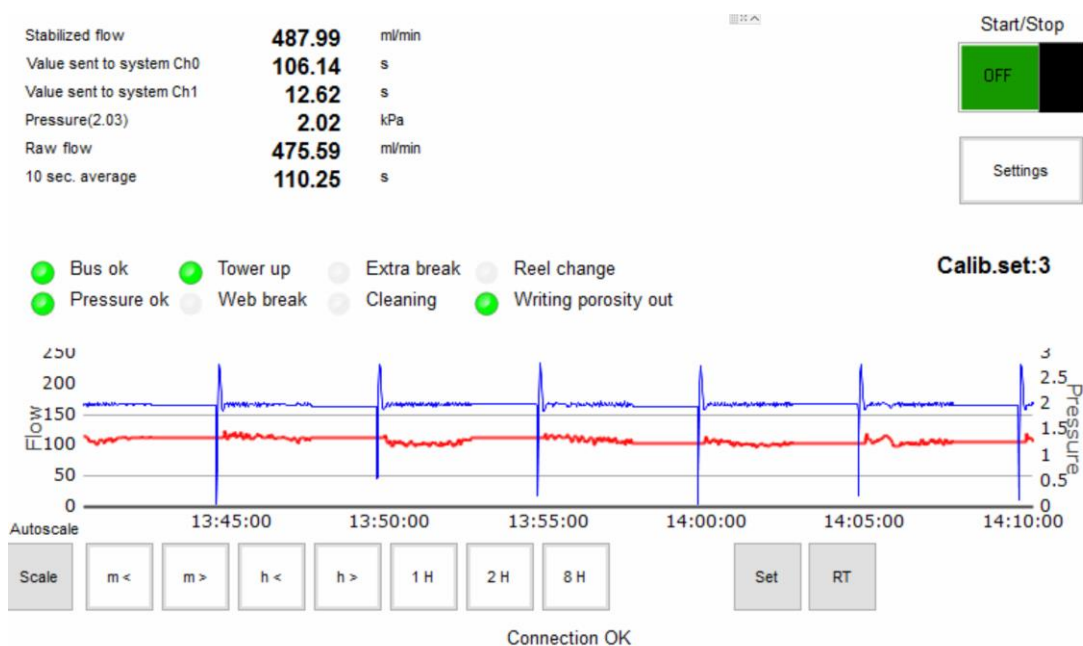 Start/Stop
Stabilized flow 487.99 ml/min
Value sent to system Ch0 106.14 s
OFF
Value sent to system Ch1 12.62 s
Pressure(2.03) 2.02 kPa
Raw flow 475.59 ml/min
Settings
10 sec. average 110.25 s
Bus ok Tower up Extra break Reel change
Calib.set:3
Pressure ok Web break Cleaning Writing porosity out
250 3
200 2.5
150 2
100 1.5
1
50 0.5
0 0
Flow
Pressure
13:45:00 13:50:00 13:55:00 14:00:00 14:05:00 14:10:00
Autoscale
Scale m < m > h < h > 1 H 2 H 8 H Set RT
Connection OK